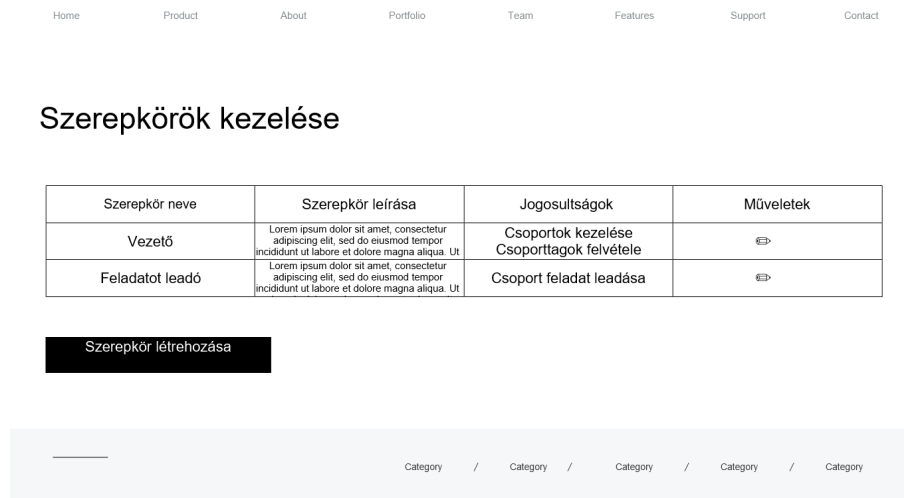 Home Product About Portfolio Team Features Support Contact
Szerepkörök kezelése
Szerepkör neve Szerepkör leírása Jogosultságok Műveletek
Vezető
Lorem ipsum dolor sit amet, consectetur
adipiscing elit, sed do eiusmod tempor
incididunt ut labore et dolore magna aliqua. Ut
Csoportok kezelése
Csoporttagok felvétele
Feladatot leadó
Lorem ipsum dolor sit amet, consectetur
adipiscing elit, sed do eiusmod tempor
incididunt ut labore et dolore magna aliqua. Ut
Csoport feladat leadása
Szerepkör létrehozása
Category / Category / Category / Category / Category